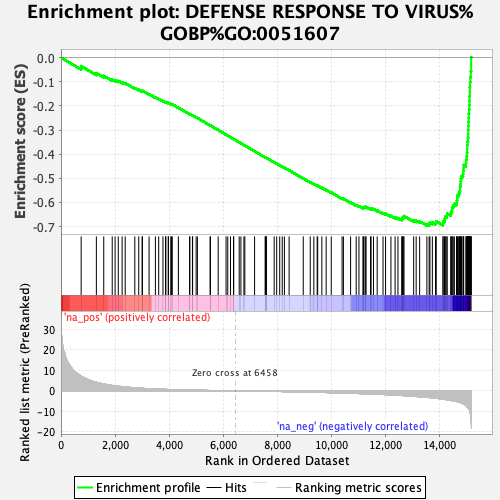 Enrichment plot: DEFENSE RESPONSE TO VIRUS%
GOBP%GO:0051607
Enrichment score (ES)
0.0
-0.1
-0.2
-0.3
-0.4
-0.5
-0.6
-0.7
'na_pos' (positively correlated)
Ranked list metric (PreRanked)
30
20
10
0
-10
-20
Zero cross at 6458
'na_neg' (negatively correlated)
0
2,000
4,000
6,000
8,000
10,000
12,000
14,000
Rank in Ordered Dataset
Enrichment profile
Hits
Ranking metric scores